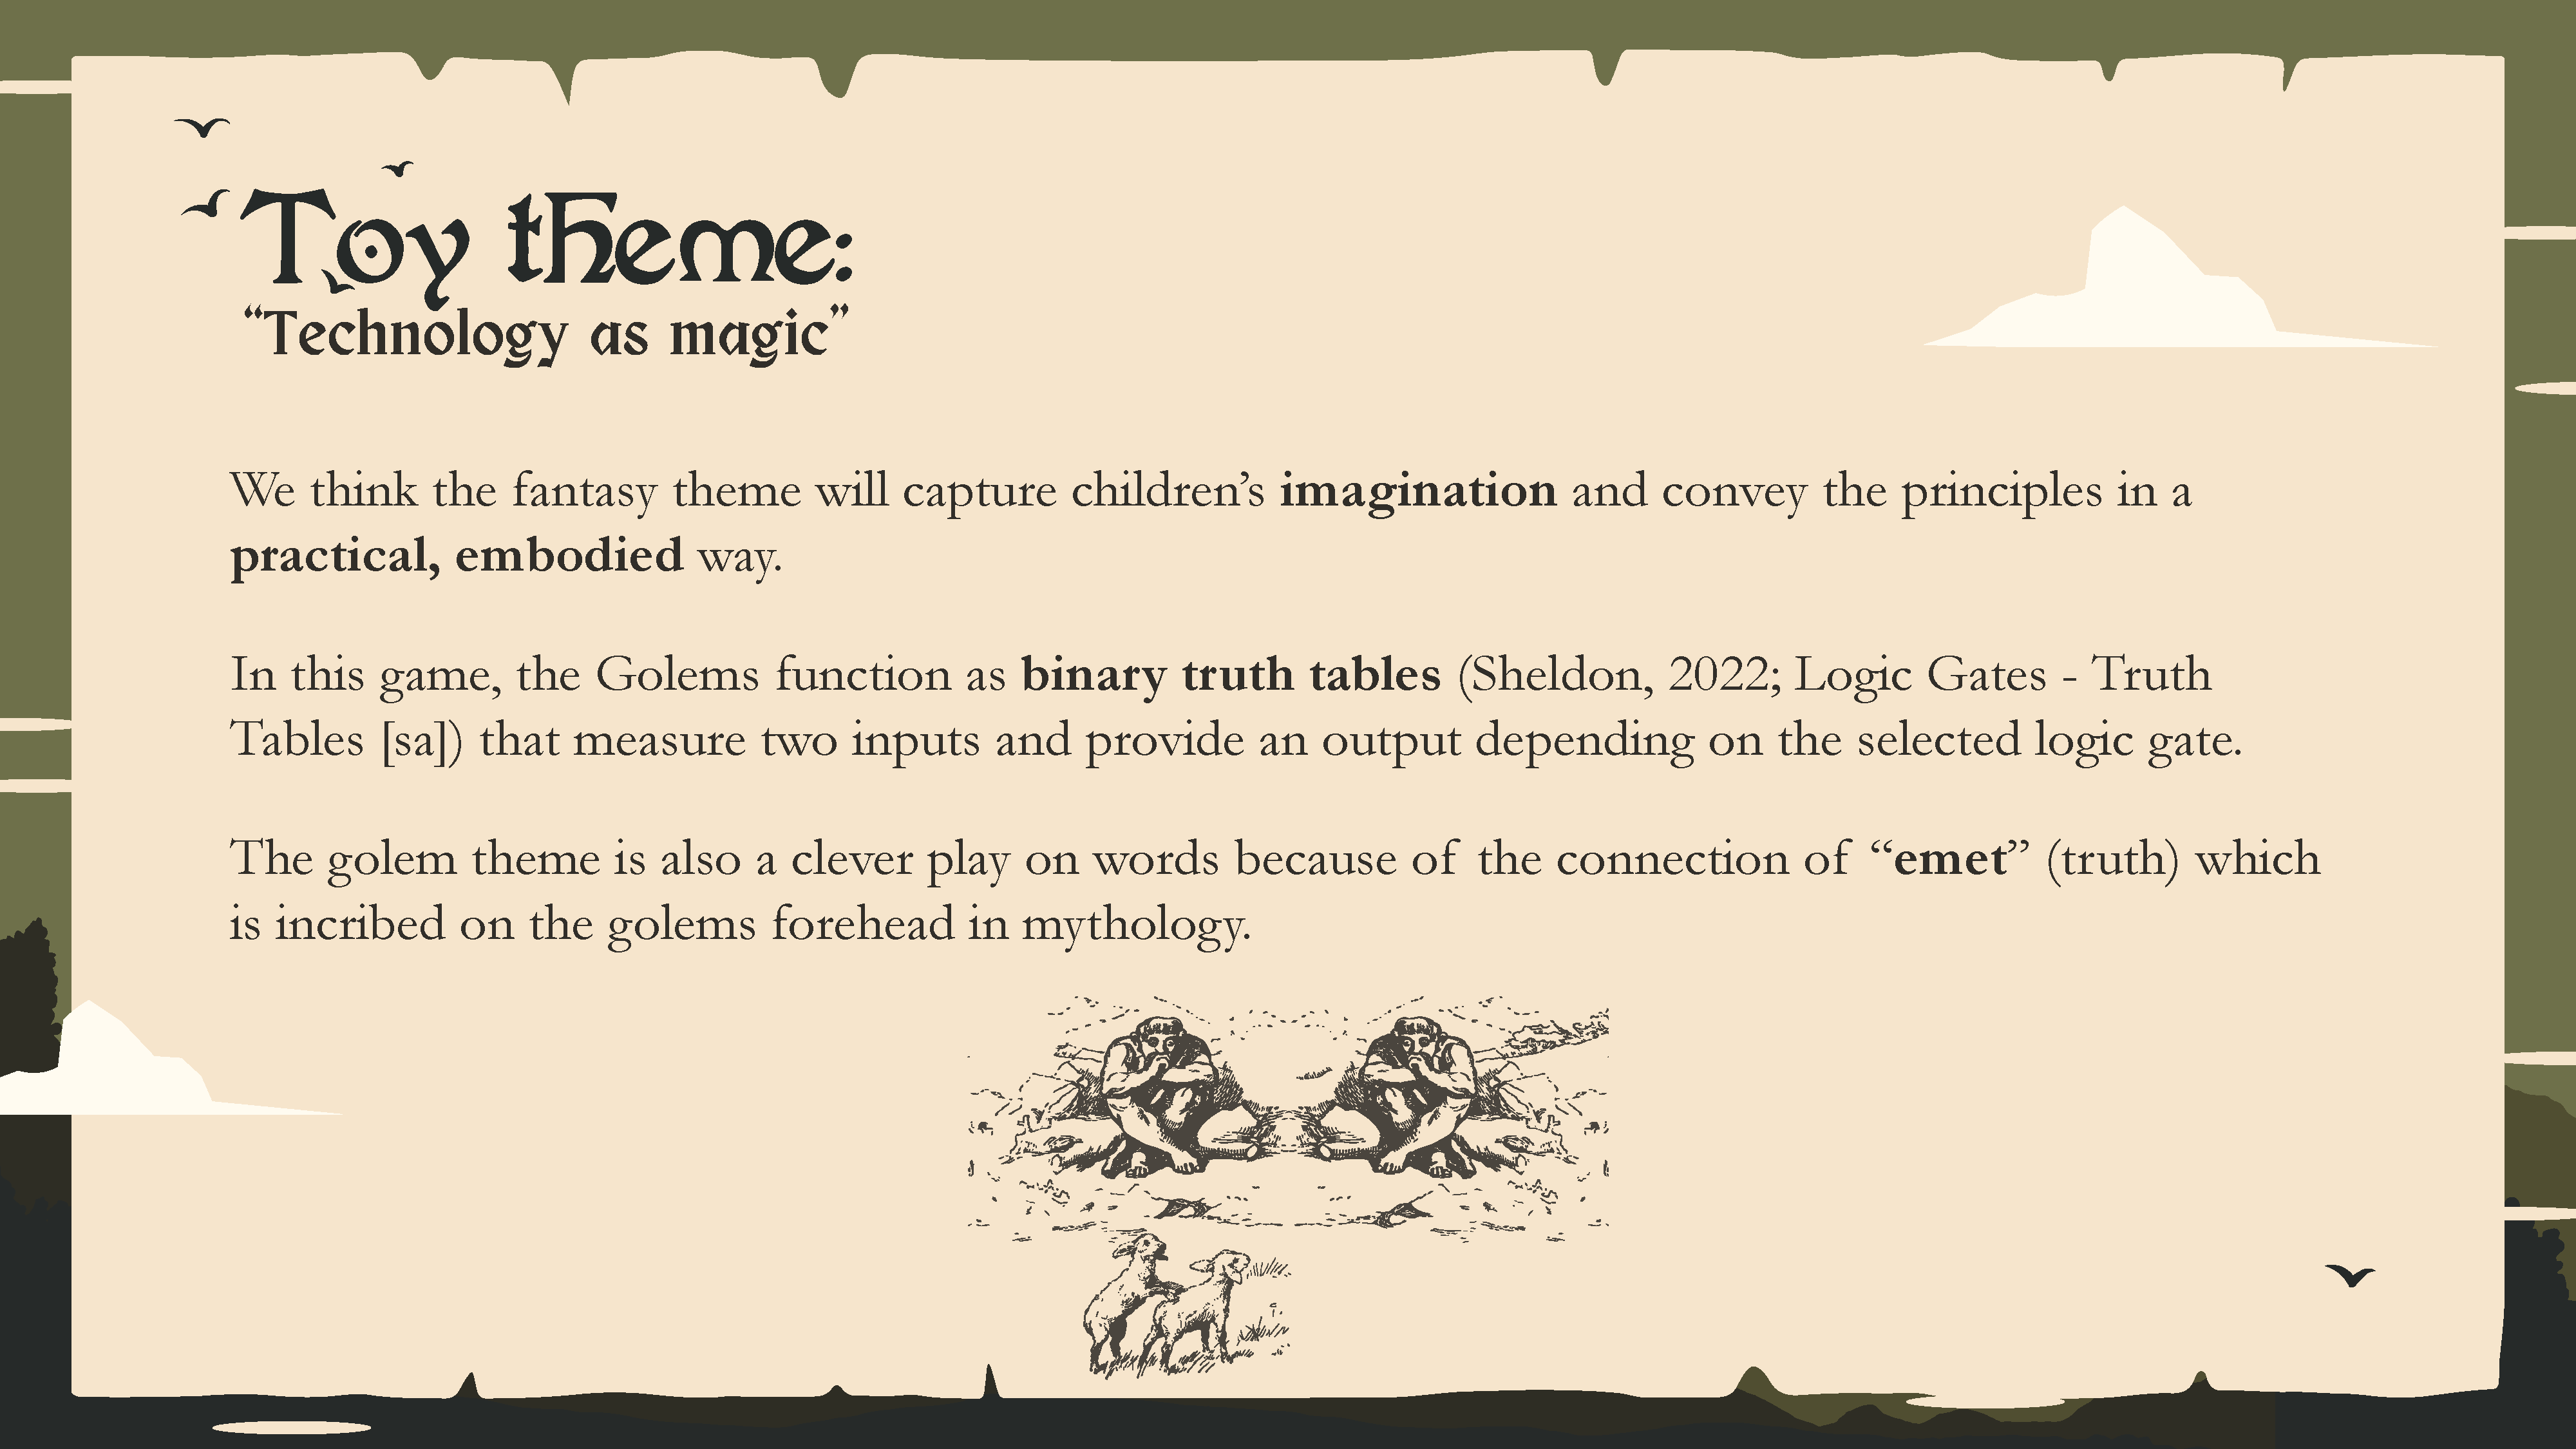 Toy theme:
“Technology as magic”
We think the fantasy theme will capture children’s imagination and convey the principles in a
practical, embodied way.
In this game, the Golems function as binary truth tables (Sheldon, 2022; Logic Gates - Truth
Tables [sa]) that measure two inputs and provide an output depending on the selected logic gate.
The golem theme is also a clever play on words because of the connection of “emet” (truth) which
is incribed on the golems forehead in mythology.